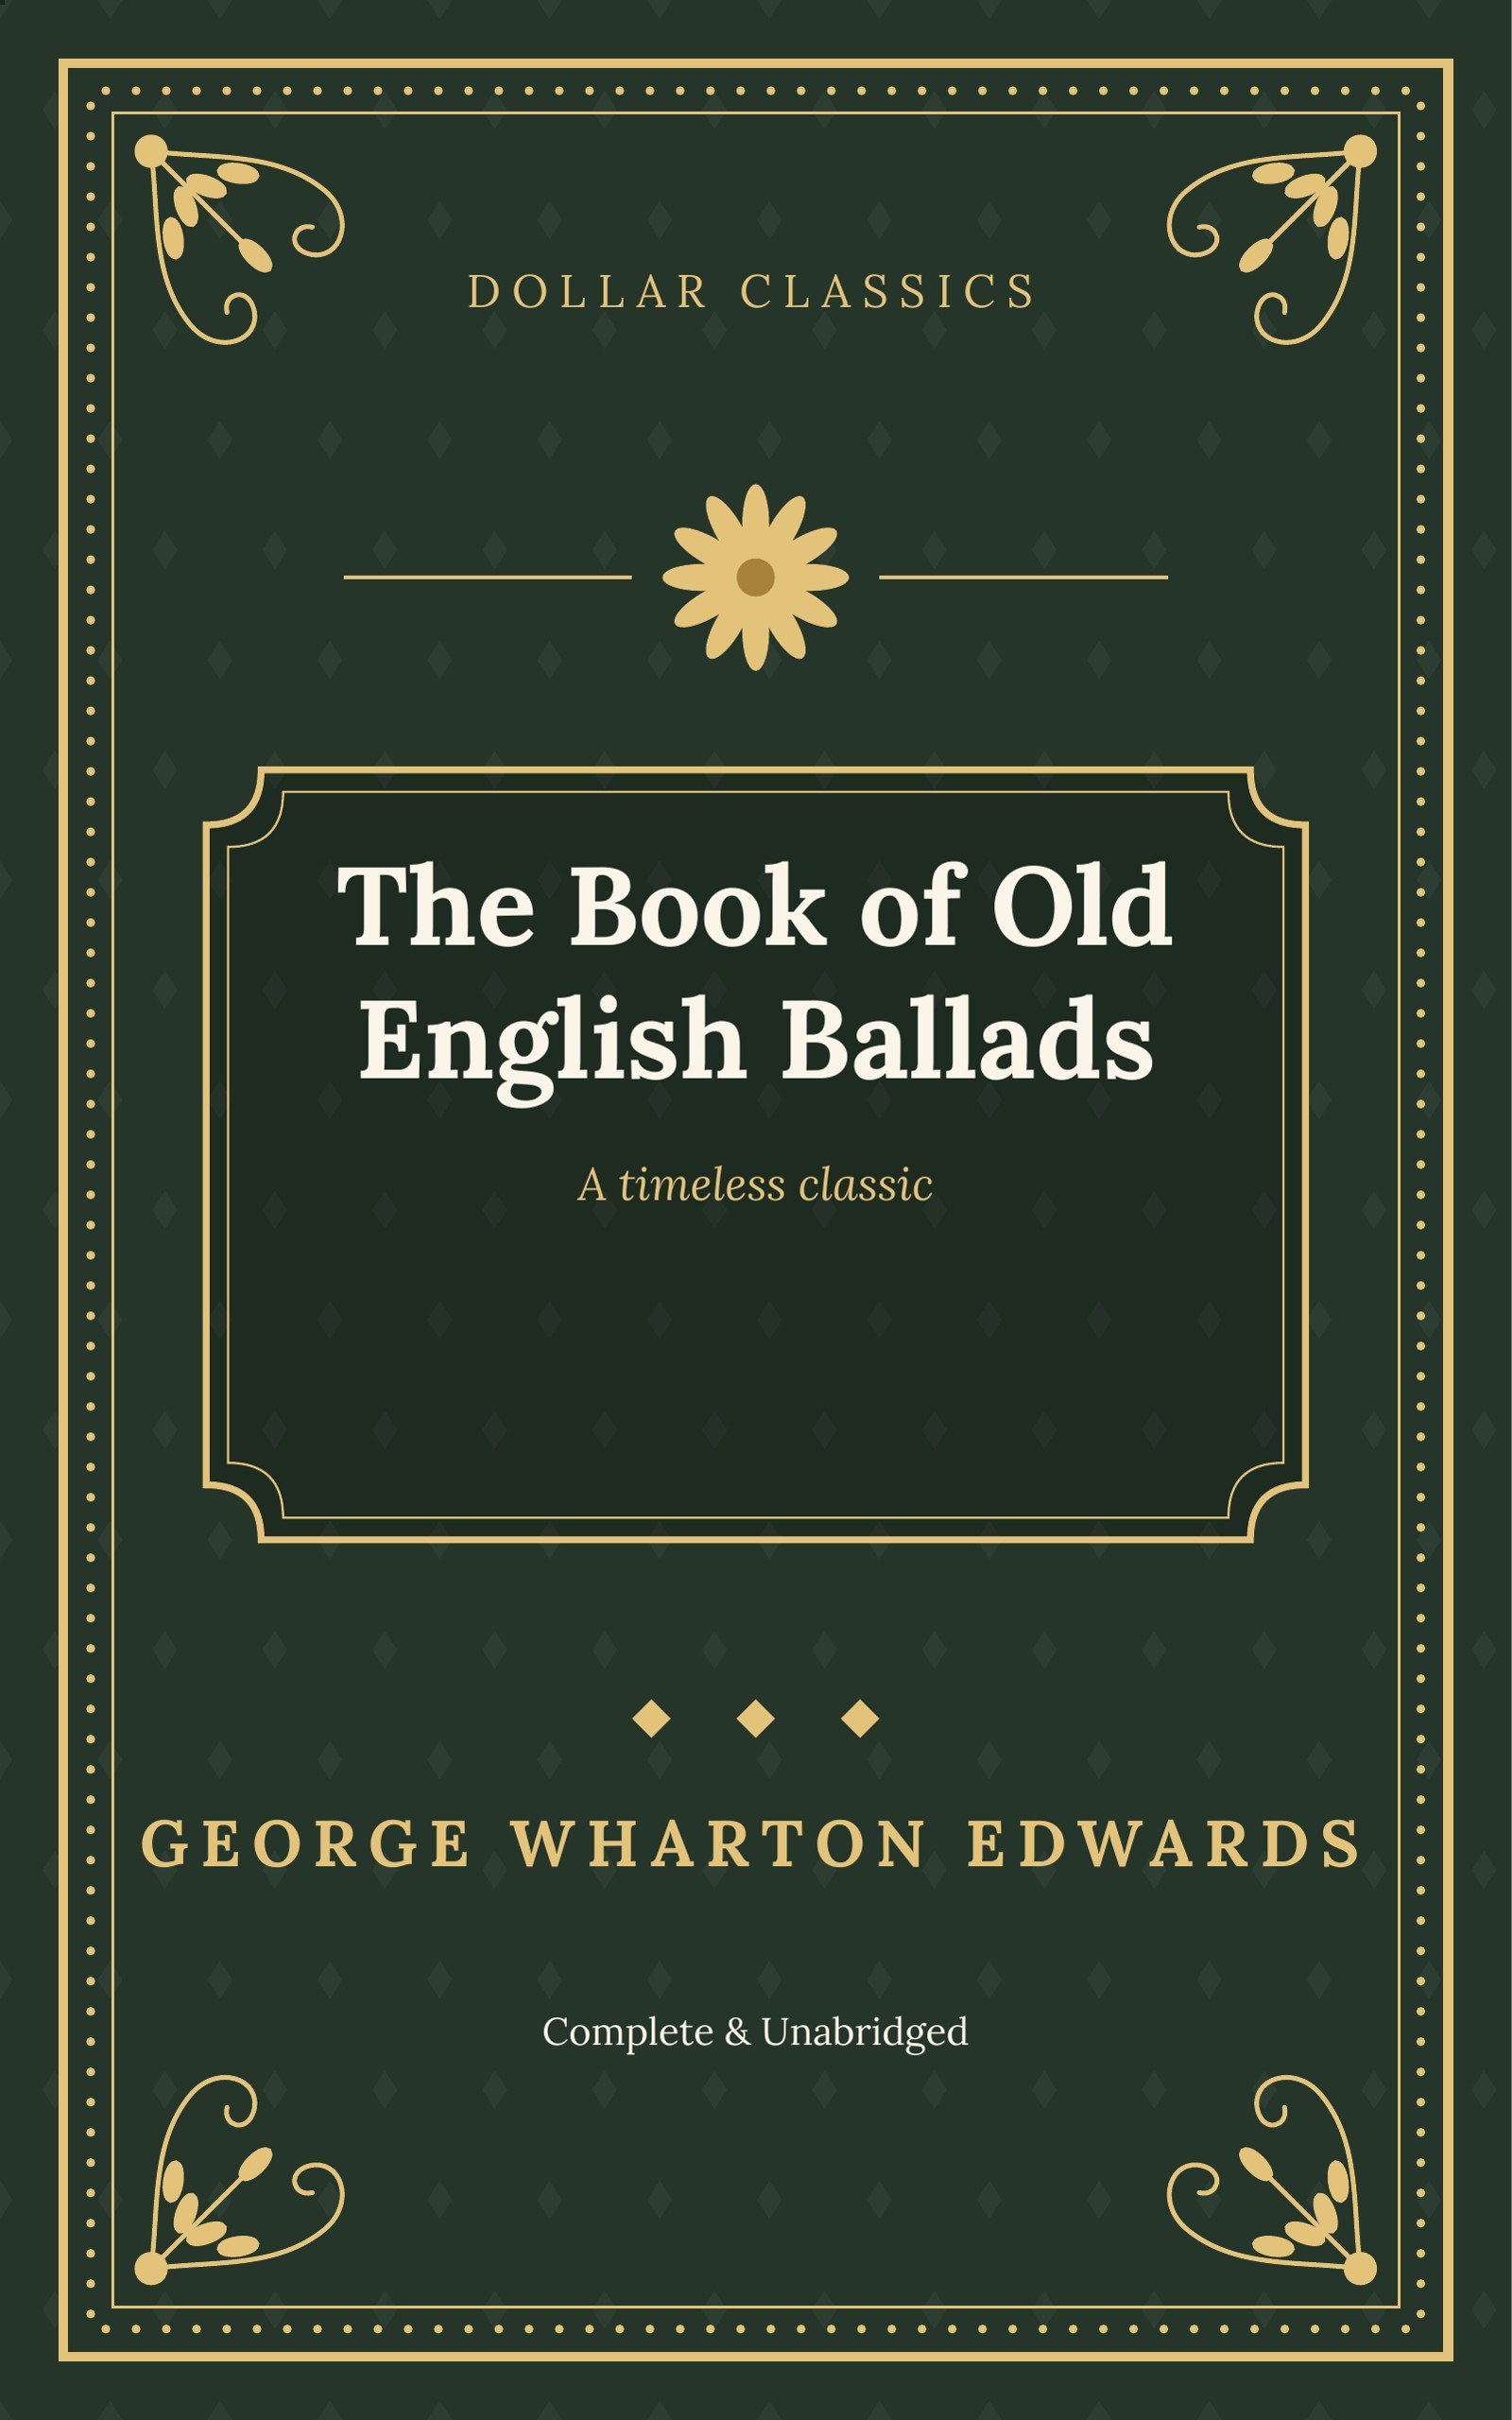 DOLLAR CLASSICS
The Book of Old
English Ballads
A timeless classic
GEORGE WHARTON EDWARDS
Complete & Unabridged